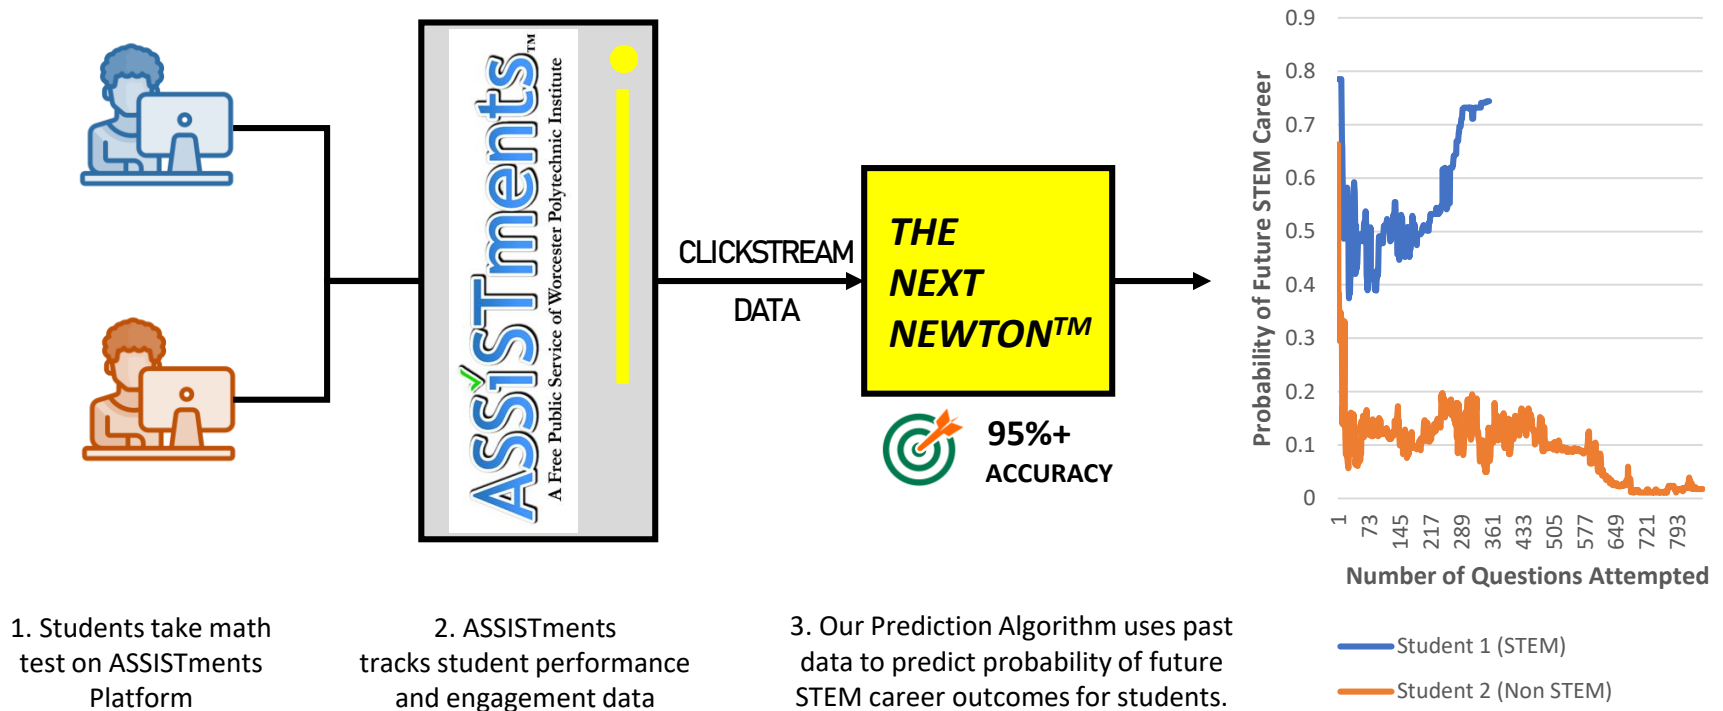 ASSiSTments™
A Free Public Service of Worcester Polytechnic Institute
CLICKSTREAM
DATA
THE
NEXT
NEWTON™
95%+
ACCURACY
1. Students take math
test on ASSISTments
Platform
2. ASSISTments
tracks student performance
and engagement data
3. Our Prediction Algorithm uses past
data to predict probability of future
STEM career outcomes for students.
Probability of Future STEM Career
0.9
0.8
0.7
0.6
0.5
0.4
0.3
0.2
0.1
0
1
73
145
217
289
361
433
505
577
649
721
793
Number of Questions Attempted
Student 1 (STEM)
Student 2 (Non STEM)